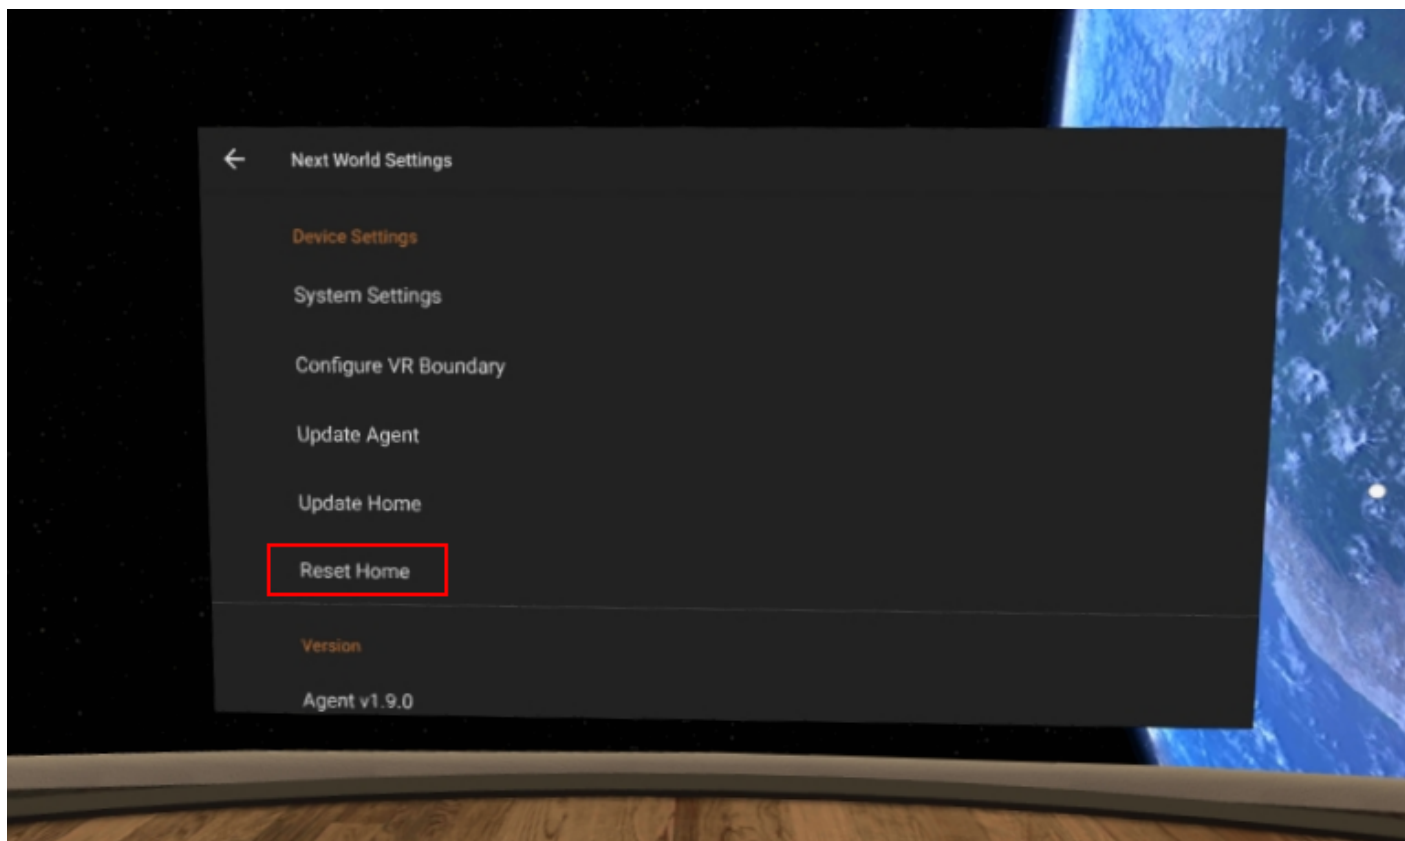 Next World Settings
Device Settings
System Settings
Configure VR Boundary
Update Agent
Update Home
Reset Home
Version
Agent v1.9.0